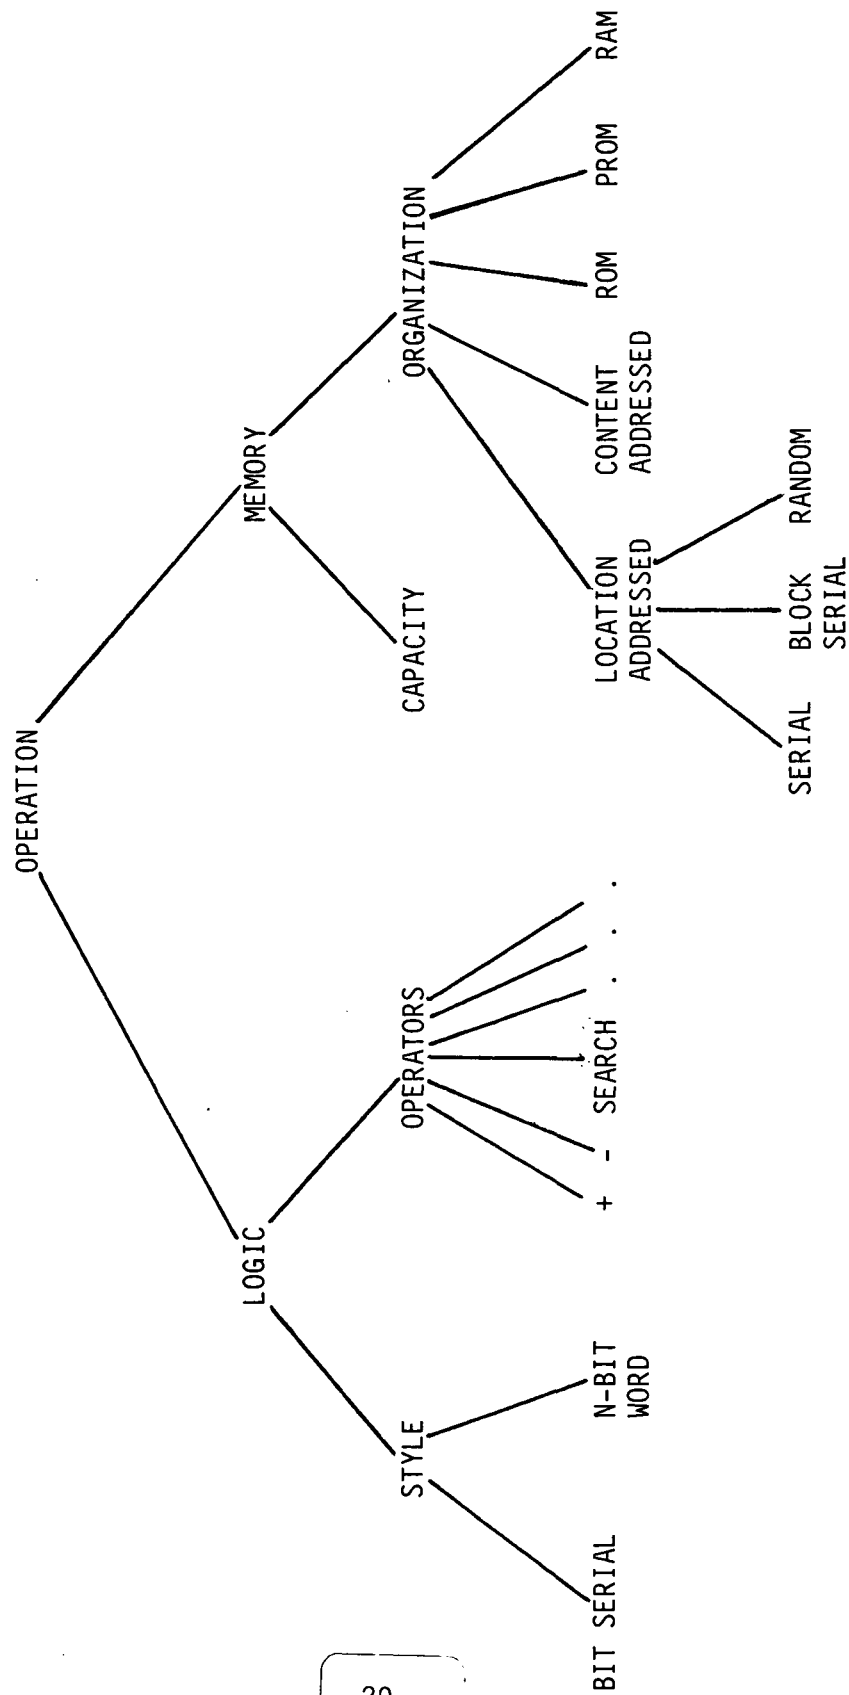 OPERATION
LOGIC
MEMORY
STYLE
OPERATORS
CAPACITY
ORGANIZATION
BIT SERIAL
N-BIT
WORD
+
-
SEARCH
.
.
.
LOCATION
ADDRESSED
CONTENT
ADDRESSED
ROM
PROM
RAM
SERIAL
BLOCK
SERIAL
RANDOM